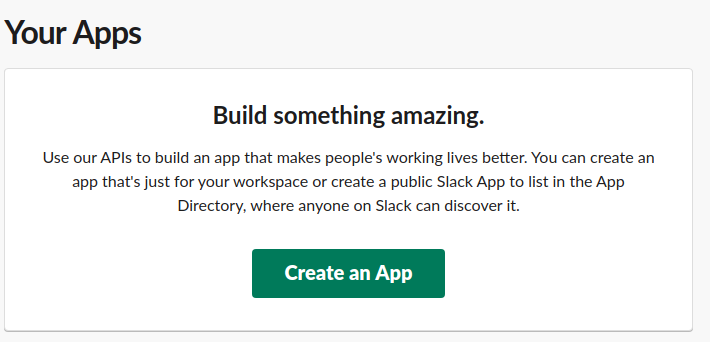 Your Apps
Build something amazing.
Use our APIs to build an app that makes people's working lives better. You can create an
app that's just for your workspace or create a public Slack App to list in the App
Directory, where anyone on Slack can discover it.
Create an App